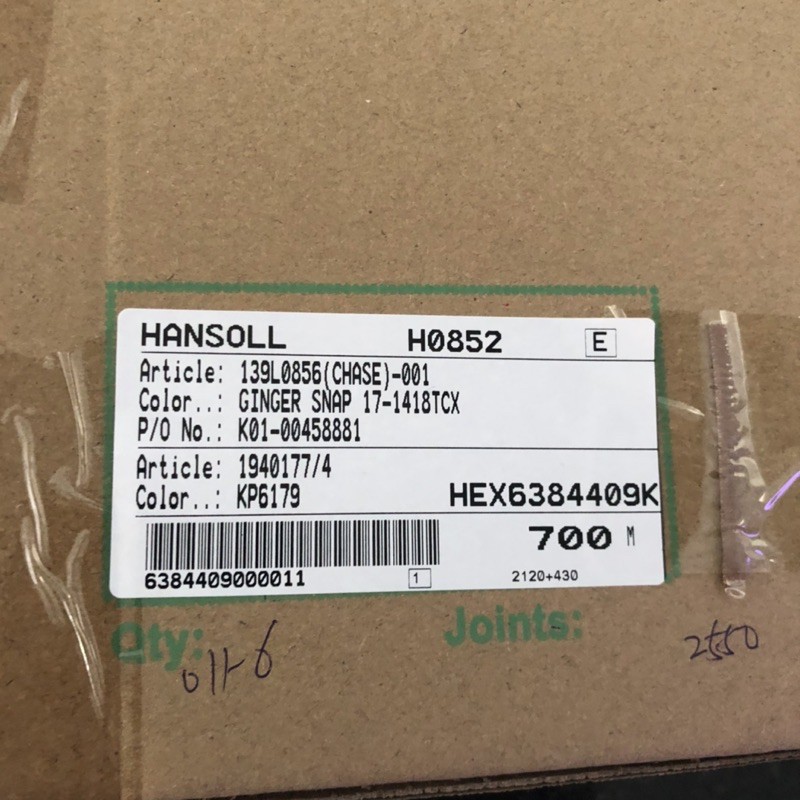 HANSOLL H0852 E
Article: 139L0856(CHASE)-001
Color..: GINGER SNAP 17-1418TCX
P/O No.: K01-00458881
Article: 1940177/4
Color..: KP6179 HEX6384409K
700 M
6384409000011 1 2120+430
Qty: Joints:
2550